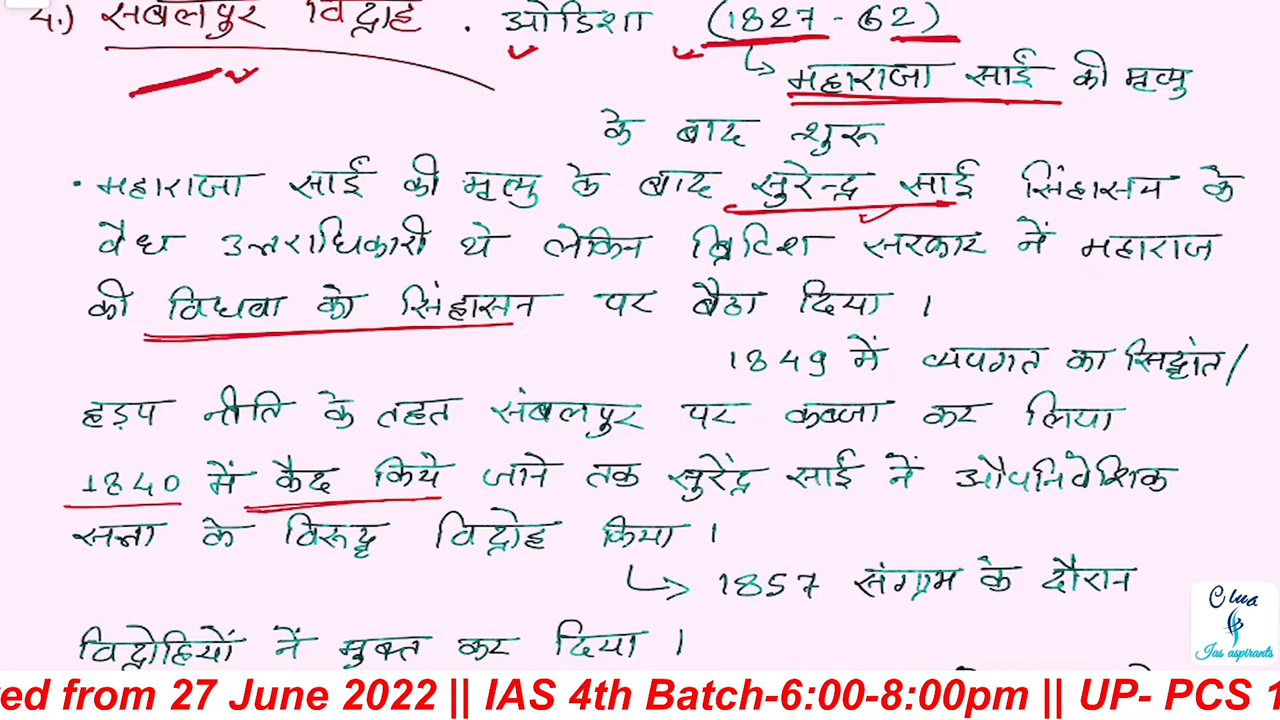 4.) संबलपुर विद्रोह . ओडिशा (1827-62)
महाराजा साईं की मृत्यु
के बाद शुरू
• महाराजा साईं की मृत्यु के बाद सुरेन्द्र साईं सिंहासन के
वैध उत्तराधिकारी थे लेकिन ब्रिटिश सरकार नें महाराज
की विधवा को सिंहासन पर बैठा दिया ।
1849 में व्यपगत का सिद्धांत/
हड़प नीति के तहत संबलपुर पर कब्जा कर लिया
1840 में कैद किये जाने तक सुरेंद्र साईं नें औपनिवेशिक
सत्ता के विरूद्ध विद्रोह किया ।
↳ 1857 संग्राम के दौरान
विद्रोहियों नें मुक्त कर दिया ।
Clue
Ias aspirants
ed from 27 June 2022 || IAS 4th Batch-6:00-8:00pm || UP- PCS 1